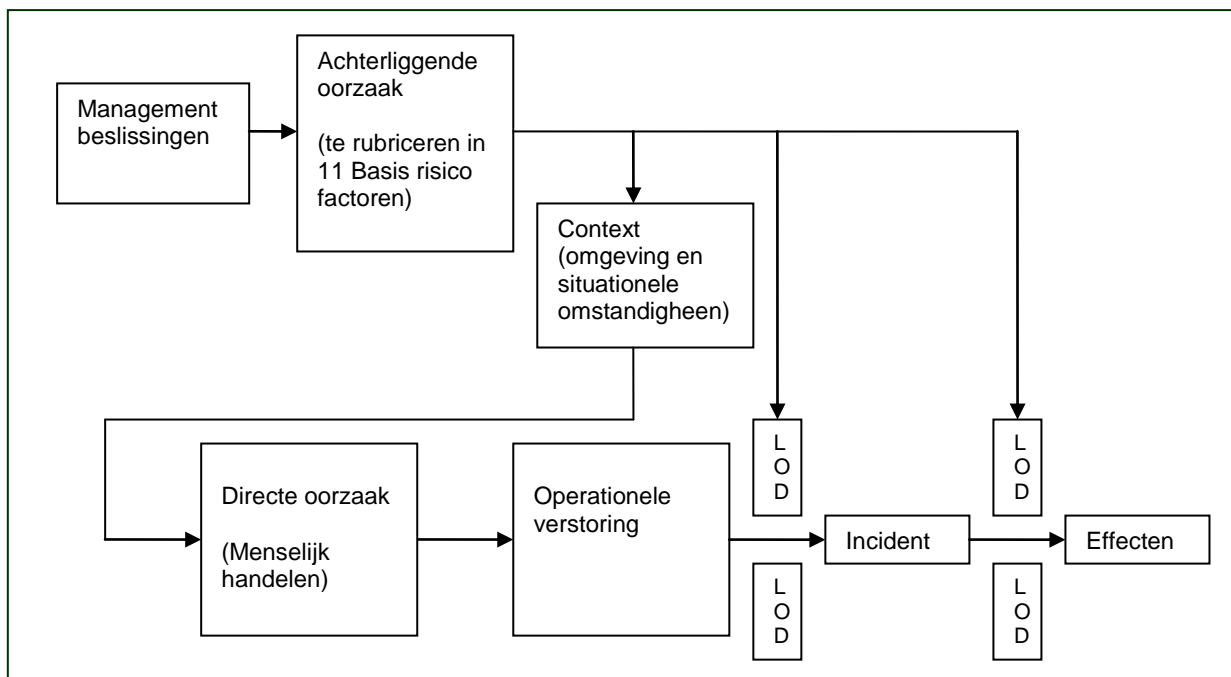 Management
beslissingen
Achterliggende
oorzaak
(te rubriceren in
11 Basis risico
factoren)
Context
(omgeving en
situationele
omstandigheen)
Directe oorzaak
(Menselijk
handelen)
Operationele
verstoring
L
O
D
L
O
D
Incident
L
O
D
L
O
D
Effecten